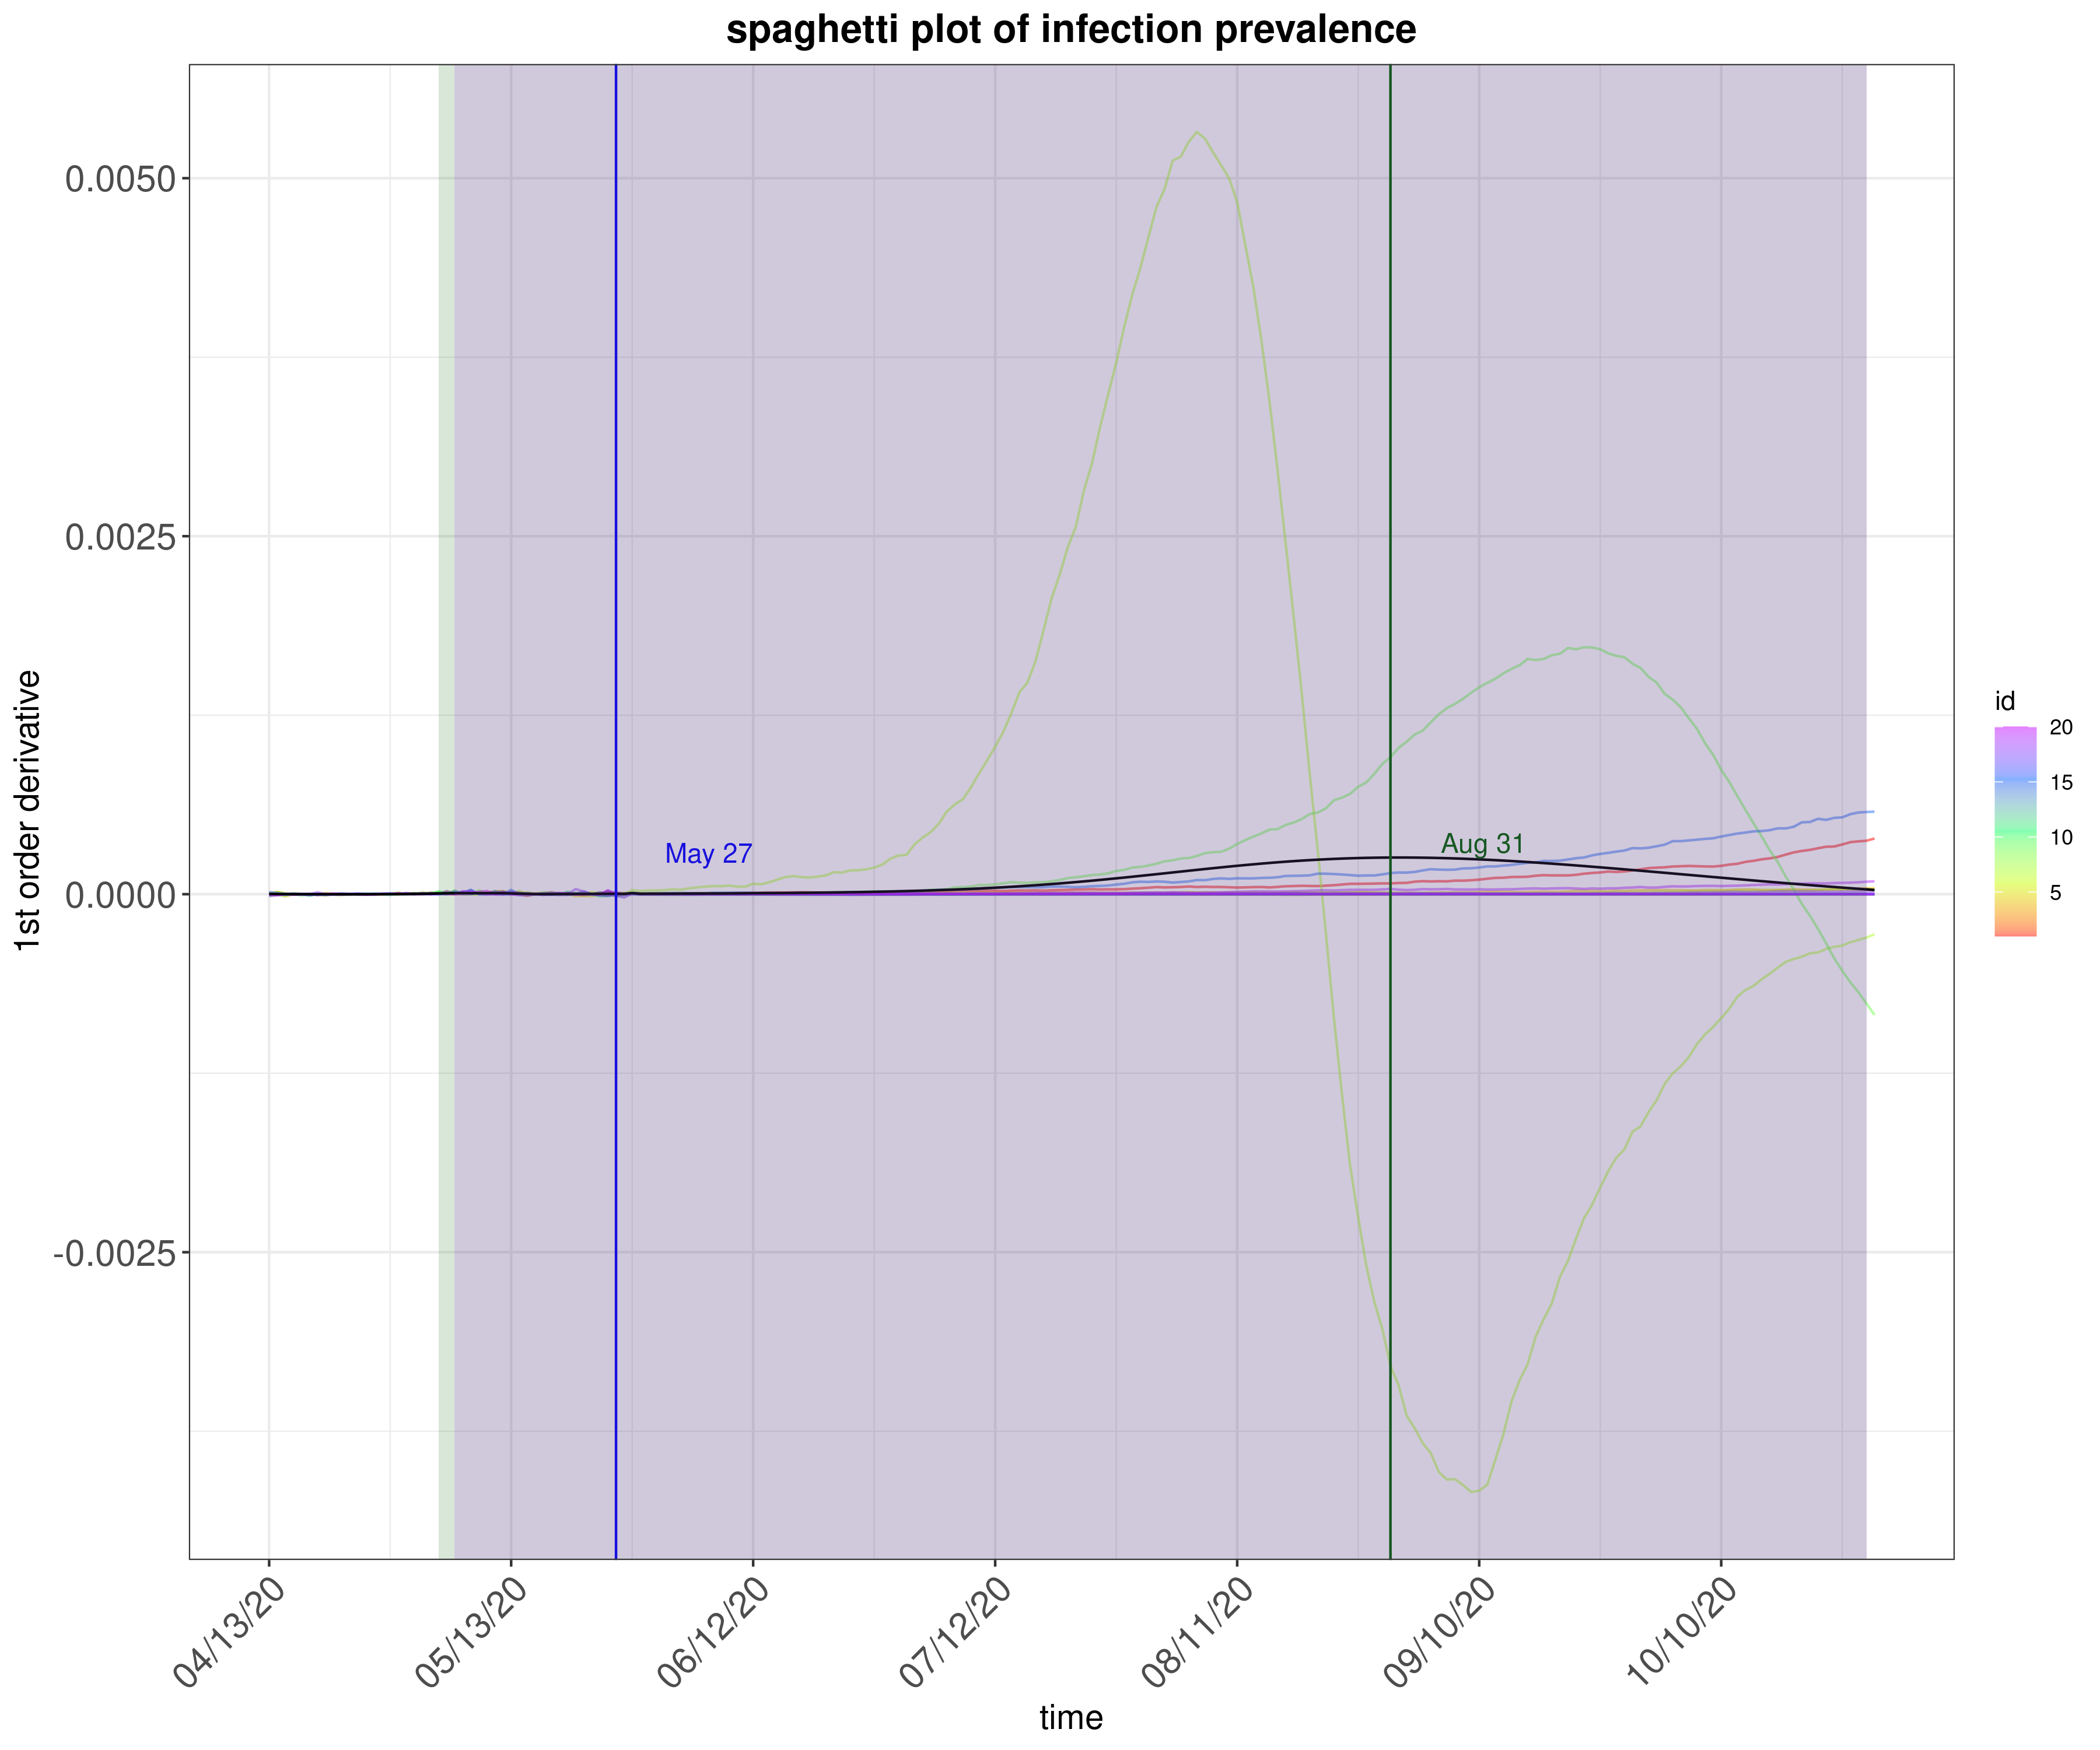 spaghetti plot of infection prevalence
1st order derivative
0.0050
0.0025
0.0000
-0.0025
May 27
Aug 31
04/13/20
05/13/20
06/12/20
07/12/20
08/11/20
09/10/20
10/10/20
time
id
20
15
10
5